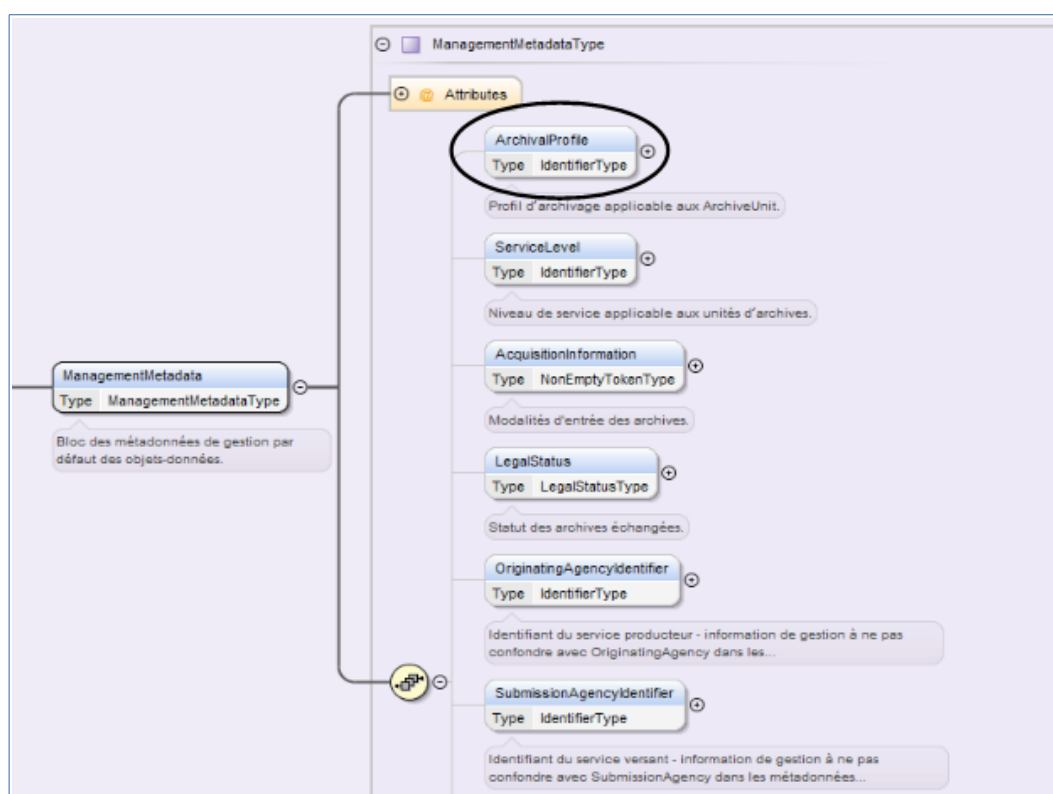 ManagementMetadataType
@ Attributes
ArchivalProfile
Type IdentifierType
Profil d'archivage applicable aux ArchiveUnit.
ServiceLevel
Type IdentifierType
Niveau de service applicable aux unités d'archives.
AcquisitionInformation
Type NonEmptyTokenType
Modalités d'entrée des archives.
ManagementMetadata
Type ManagementMetadataType
Bloc des métadonnées de gestion par
défaut des objets-données.
LegalStatus
Type LegalStatusType
Statut des archives échangées.
OriginatingAgencyIdentifier
Type IdentifierType
Identifiant du service producteur - information de gestion à ne pas
confondre avec OriginatingAgency dans les...
SubmissionAgencyIdentifier
Type IdentifierType
Identifiant du service versant - information de gestion à ne pas
confondre avec SubmissionAgency dans les métadonnées...